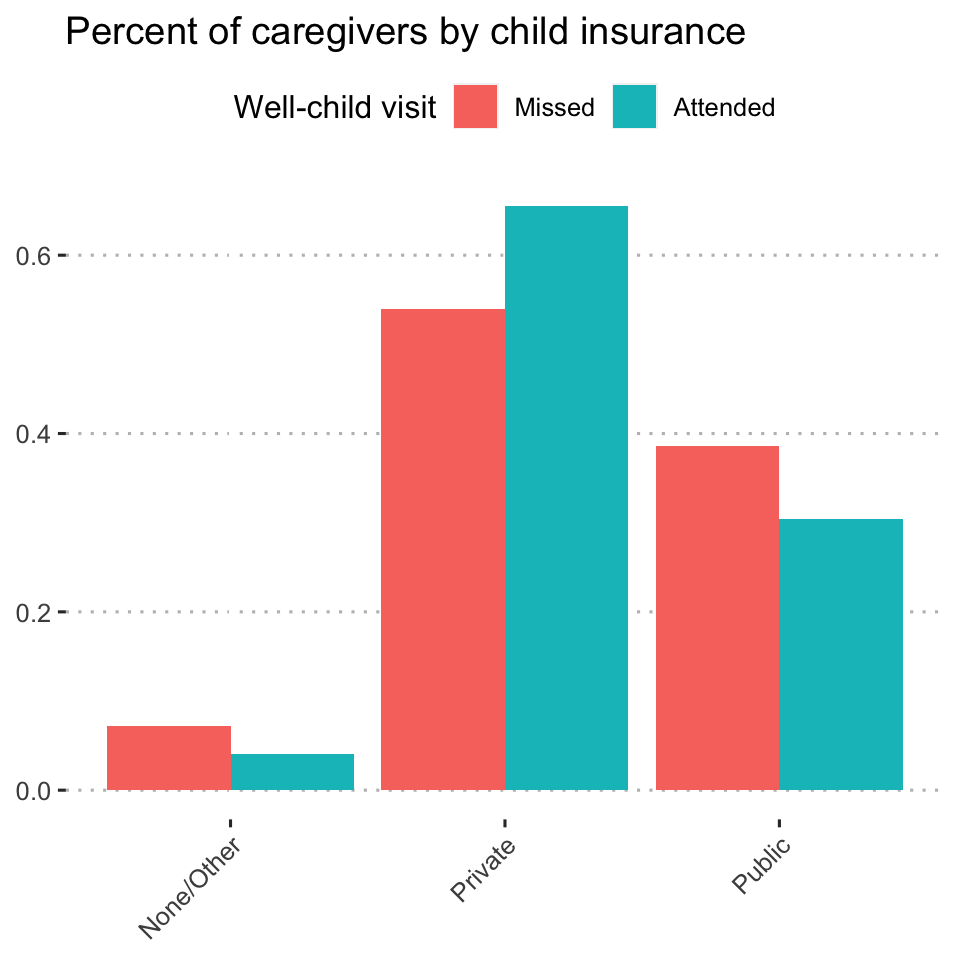 Percent of caregivers by child insurance
Well-child visit Missed Attended
0.6
0.4
0.2
0.0
None/Other Private Public